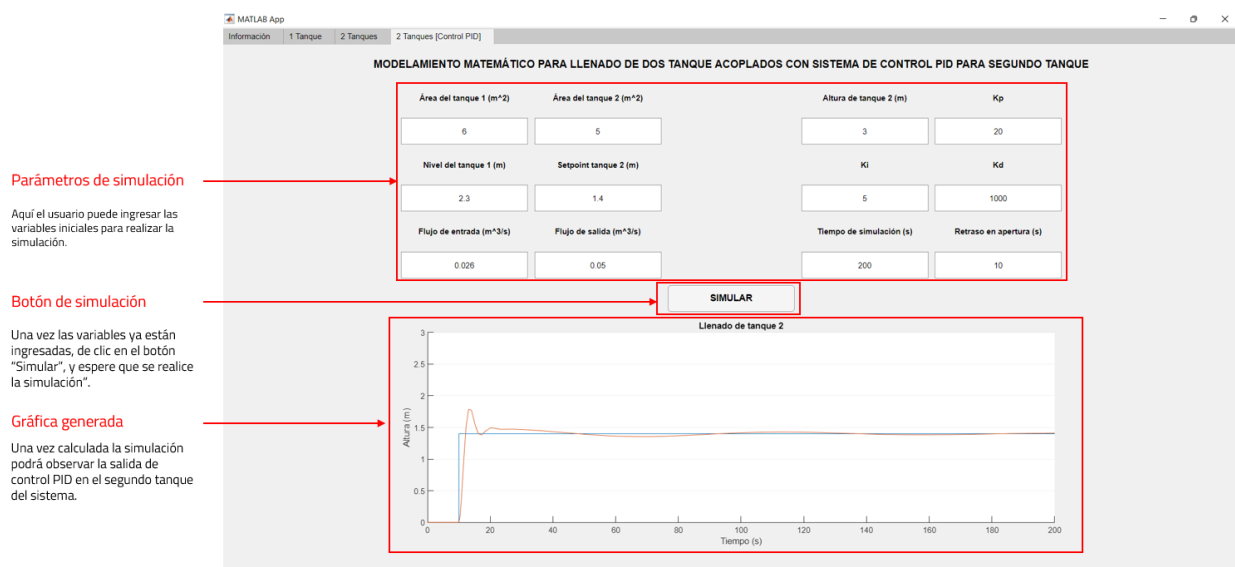 MATLAB App
Información 1 Tanque 2 Tanques 2 Tanques [Control PID]
MODELAMIENTO MATEMÁTICO PARA LLENADO DE DOS TANQUE ACOPLADOS CON SISTEMA DE CONTROL PID PARA SEGUNDO TANQUE
Área del tanque 1 (m^2) Área del tanque 2 (m^2) Altura de tanque 2 (m) Kp
6 5 3 20
Nivel del tanque 1 (m) Setpoint tanque 2 (m) Ki Kd
2.3 1.4 5 1000
Flujo de entrada (m^3/s) Flujo de salida (m^3/s) Tiempo de simulación (s) Retraso en apertura (s)
0.026 0.05 200 10
Parámetros de simulación
Aquí el usuario puede ingresar las
variables iniciales para realizar la
simulación.
SIMULAR
Botón de simulación
Una vez las variables ya están
ingresadas, de clic en el botón
“Simular”, y espere que se realice
la simulación”.
Gráfica generada
Una vez calculada la simulación
podrá observar la salida de
control PID en el segundo tanque
del sistema.
Llenado de tanque 2
3
2.5
2
1.5
1
0.5
0
Altura (m)
0 20 40 60 80 100 120 140 160 180 200
Tiempo (s)